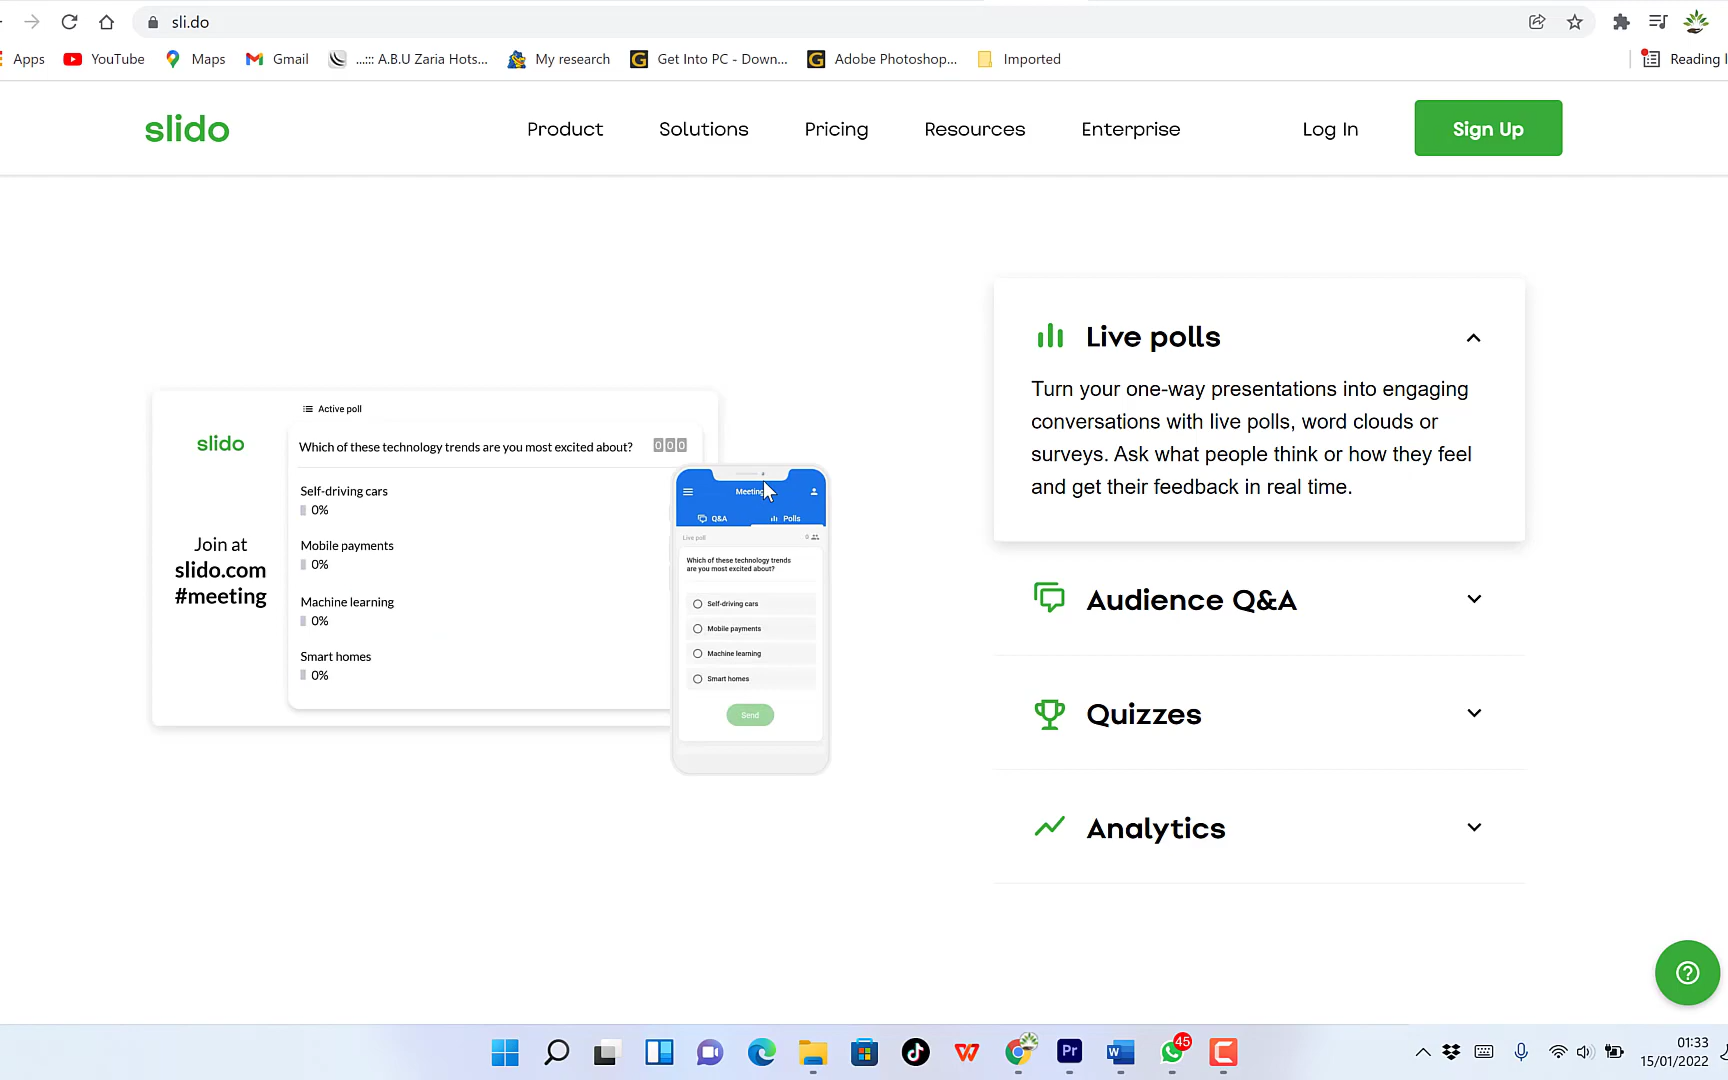 sli.do
Apps
YouTube
Maps
Gmail
...::: A.B.U Zaria Hots...
My research
Get Into PC - Down...
Adobe Photoshop...
Imported
Reading
slido
Product
Solutions
Pricing
Resources
Enterprise
Log In
Sign Up
Active poll
slido
Which of these technology trends are you most excited about?
0 0 0
Self-driving cars
0%
Mobile payments
0%
Machine learning
0%
Smart homes
0%
Join at
slido.com
#meeting
Meeting
Q&A
Polls
Live poll
0
Which of these technology trends
are you most excited about?
Self-driving cars
Mobile payments
Machine learning
Smart homes
Send
Live polls
Turn your one-way presentations into engaging
conversations with live polls, word clouds or
surveys. Ask what people think or how they feel
and get their feedback in real time.
Audience Q&A
Quizzes
Analytics
Pr
45
01:33
15/01/2022